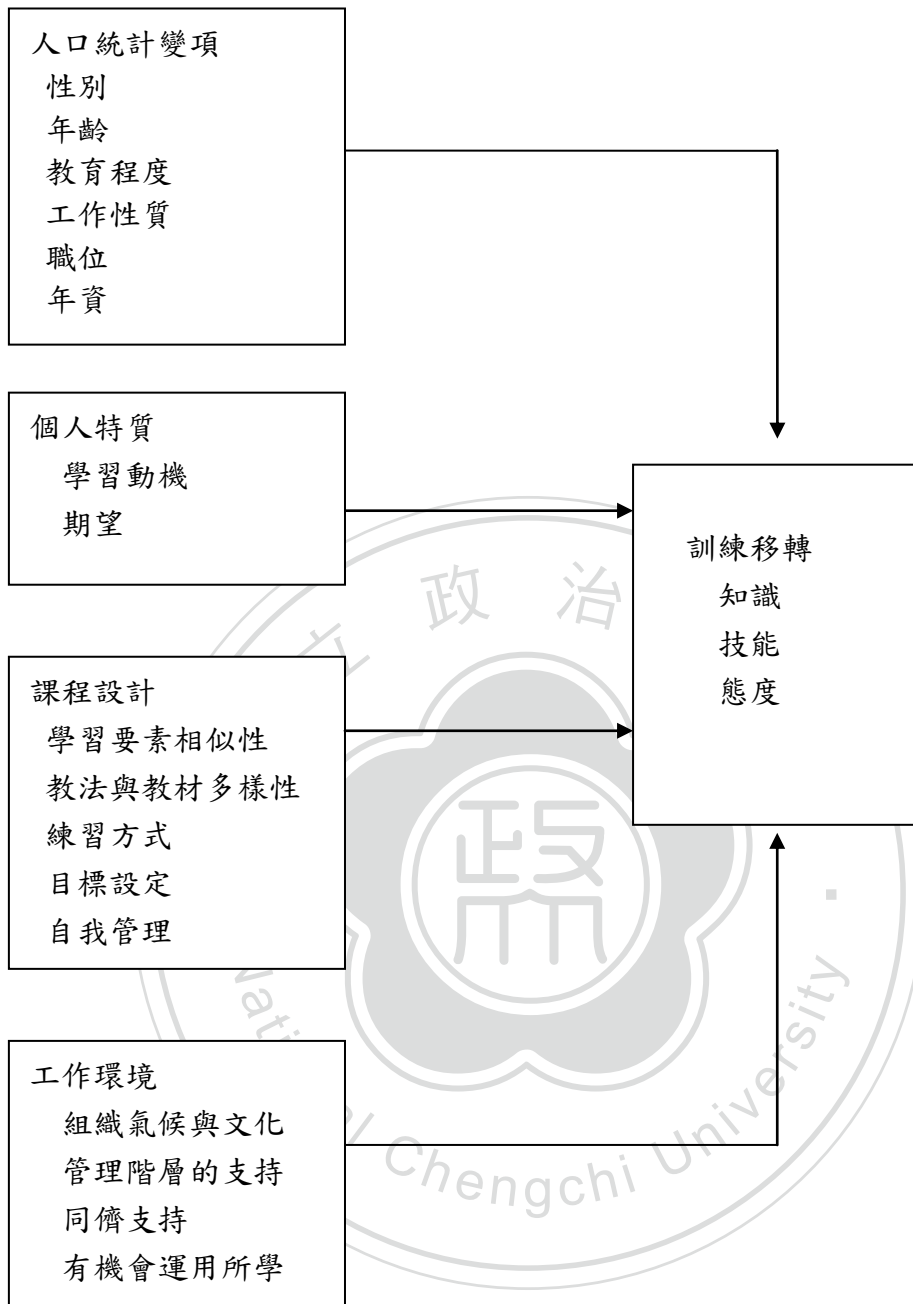 人口統計變項
性別
年齡
教育程度
工作性質
職位
年資
個人特質
學習動機
期望
訓練移轉
知識
技能
態度
課程設計
學習要素相似性
教法與教材多樣性
練習方式
目標設定
自我管理
工作環境
組織氣候與文化
管理階層的支持
同儕支持
有機會運用所學
立 政 治
政
Chengchi University